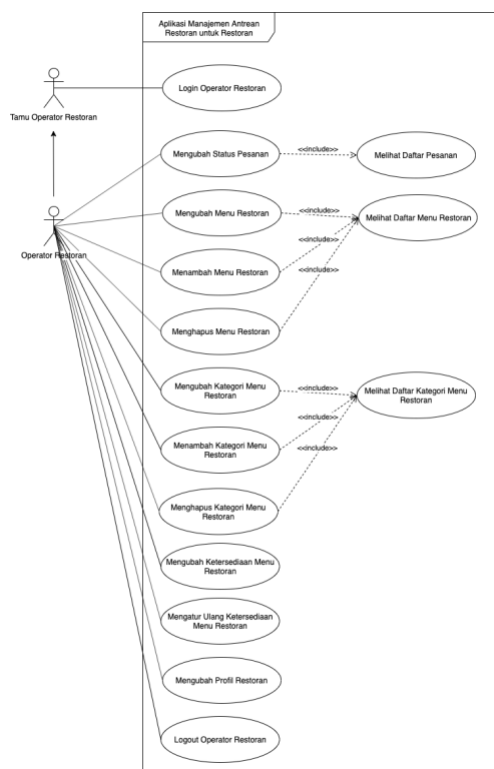 Aplikasi Manajemen Antrean
Restoran untuk Restoran
Login Operator Restoran
Tamu Operator Restoran
Mengubah Status Pesanan
<<include>>
Melihat Daftar Pesanan
Mengubah Menu Restoran
<<include>>
Melihat Daftar Menu Restoran
<<include>>
Operator Restoran
Menambah Menu Restoran
<<include>>
Menghapus Menu Restoran
Mengubah Kategori Menu
Restoran
<<include>>
Melihat Daftar Kategori Menu
Restoran
<<include>>
Menambah Kategori Menu
Restoran
<<include>>
Menghapus Kategori Menu
Restoran
Mengubah Ketersediaan Menu
Restoran
Mengatur Ulang Ketersediaan
Menu Restoran
Mengubah Profil Restoran
Logout Operator Restoran